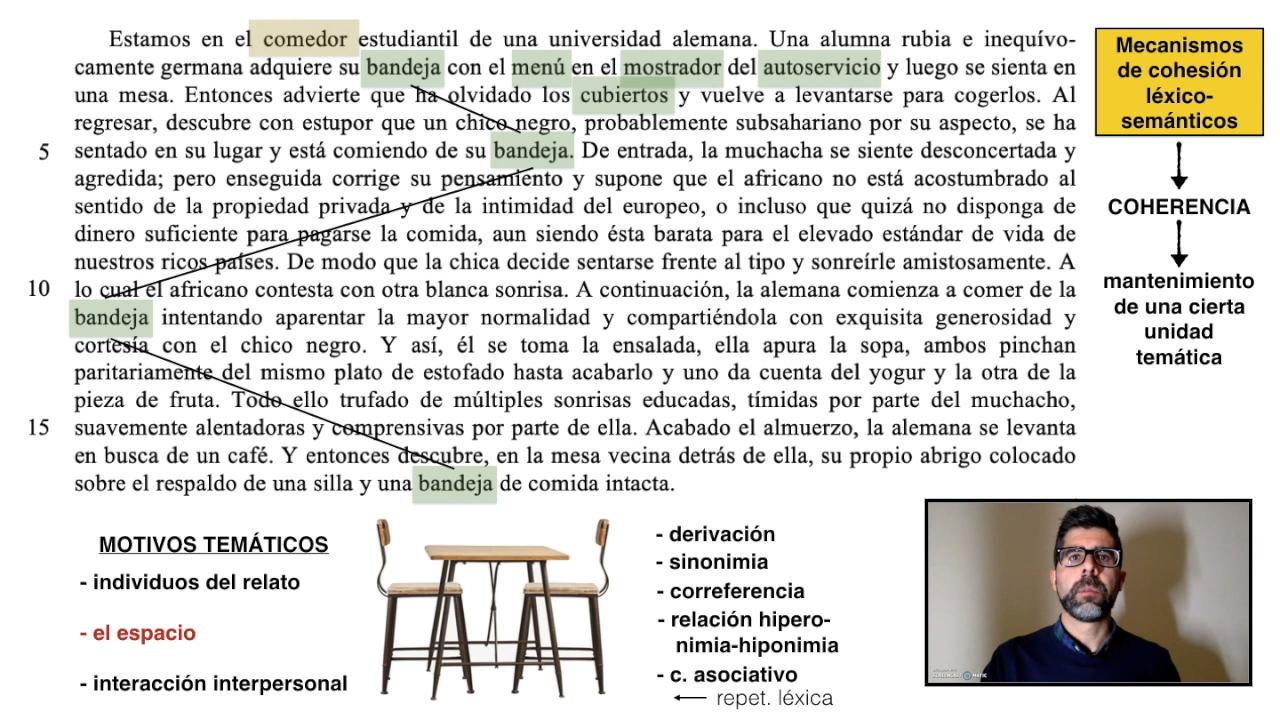 Estamos en el comedor estudiantil de una universidad alemana. Una alumna rubia e inequívo-
camente germana adquiere su bandeja con el menú en el mostrador del autoservicio y luego se sienta en
una mesa. Entonces advierte que ha olvidado los cubiertos y vuelve a levantarse para cogerlos. Al
regresar, descubre con estupor que un chico negro, probablemente subsahariano por su aspecto, se ha
5 sentado en su lugar y está comiendo de su bandeja. De entrada, la muchacha se siente desconcertada y
agredida; pero enseguida corrige su pensamiento y supone que el africano no está acostumbrado al
sentido de la propiedad privada y de la intimidad del europeo, o incluso que quizá no disponga de
dinero suficiente para pagarse la comida, aun siendo ésta barata para el elevado estándar de vida de
nuestros ricos países. De modo que la chica decide sentarse frente al tipo y sonreírle amistosamente. A
10 lo cual el africano contesta con otra blanca sonrisa. A continuación, la alemana comienza a comer de la
bandeja intentando aparentar la mayor normalidad y compartiéndola con exquisita generosidad y
cortesía con el chico negro. Y así, él se toma la ensalada, ella apura la sopa, ambos pinchan
paritariamente del mismo plato de estofado hasta acabarlo y uno da cuenta del yogur y la otra de la
pieza de fruta. Todo ello trufado de múltiples sonrisas educadas, tímidas por parte del muchacho,
15 suavemente alentadoras y comprensivas por parte de ella. Acabado el almuerzo, la alemana se levanta
en busca de un café. Y entonces descubre, en la mesa vecina detrás de ella, su propio abrigo colocado
sobre el respaldo de una silla y una bandeja de comida intacta.
Mecanismos
de cohesión
léxico-
semánticos
COHERENCIA
mantenimiento
de una cierta
unidad
temática
MOTIVOS TEMÁTICOS
- individuos del relato
- el espacio
- interacción interpersonal
- derivación
- sinonimia
- correferencia
- relación hipero-
nimia-hiponimia
- c. asociativo
repet. léxica